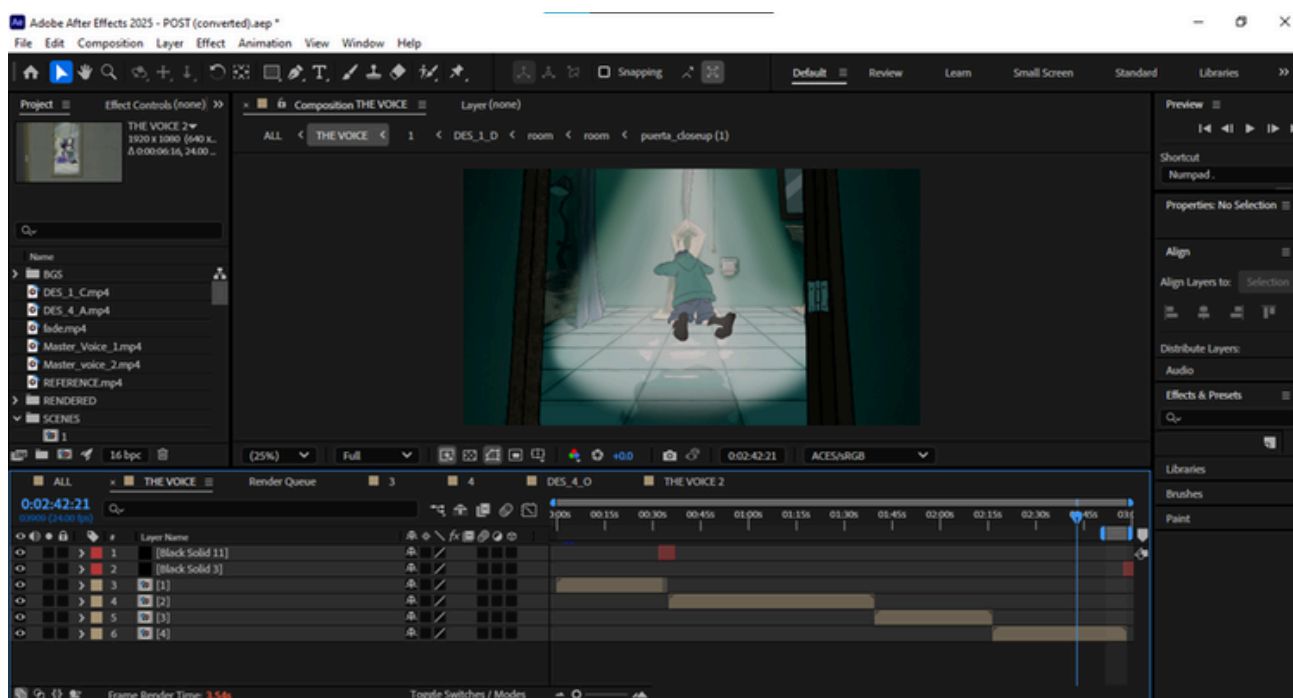 Ae Adobe After Effects 2025 - POST (converted).aep *
File Edit Composition Layer Effect Animation View Window Help
Snapping Default Review Learn Small Screen Standard Libraries
Project Effect Controls (none) Composition THE VOICE Layer (none) Preview
THE VOICE 2
1920 x 1080 (640 x...
Δ 0:00:06:16, 24.00 ...
ALL THE VOICE 1 DES_1_D room room puerta_closeup (1)
Shortcut
Numpad .
Properties: No Selection
Name
BGS
DES_1_C.mp4
DES_4_A.mp4
fade.mp4
Master_Voice_1.mp4
Master_voice_2.mp4
REFERENCE.mp4
RENDERED
SCENES
1
Align
Align Layers to: Selection
Distribute Layers:
Audio
Effects & Presets
Libraries
Brushes
Paint
16 bpc (25%) Full +0.0 0:02:42:21 ACES/sRGB
ALL THE VOICE Render Queue 3 4 DES_4_O THE VOICE 2
0:02:42:21
03909 (24.00 fps)
00:15s 00:30s 00:45s 01:00s 01:15s 01:30s 01:45s 02:00s 02:15s 02:30s
# Layer Name
1 [Black Solid 11]
2 [Black Solid 3]
3 [1]
4 [2]
5 [3]
6 [4]
Frame Render Time: 3.54s Toggle Switches / Modes